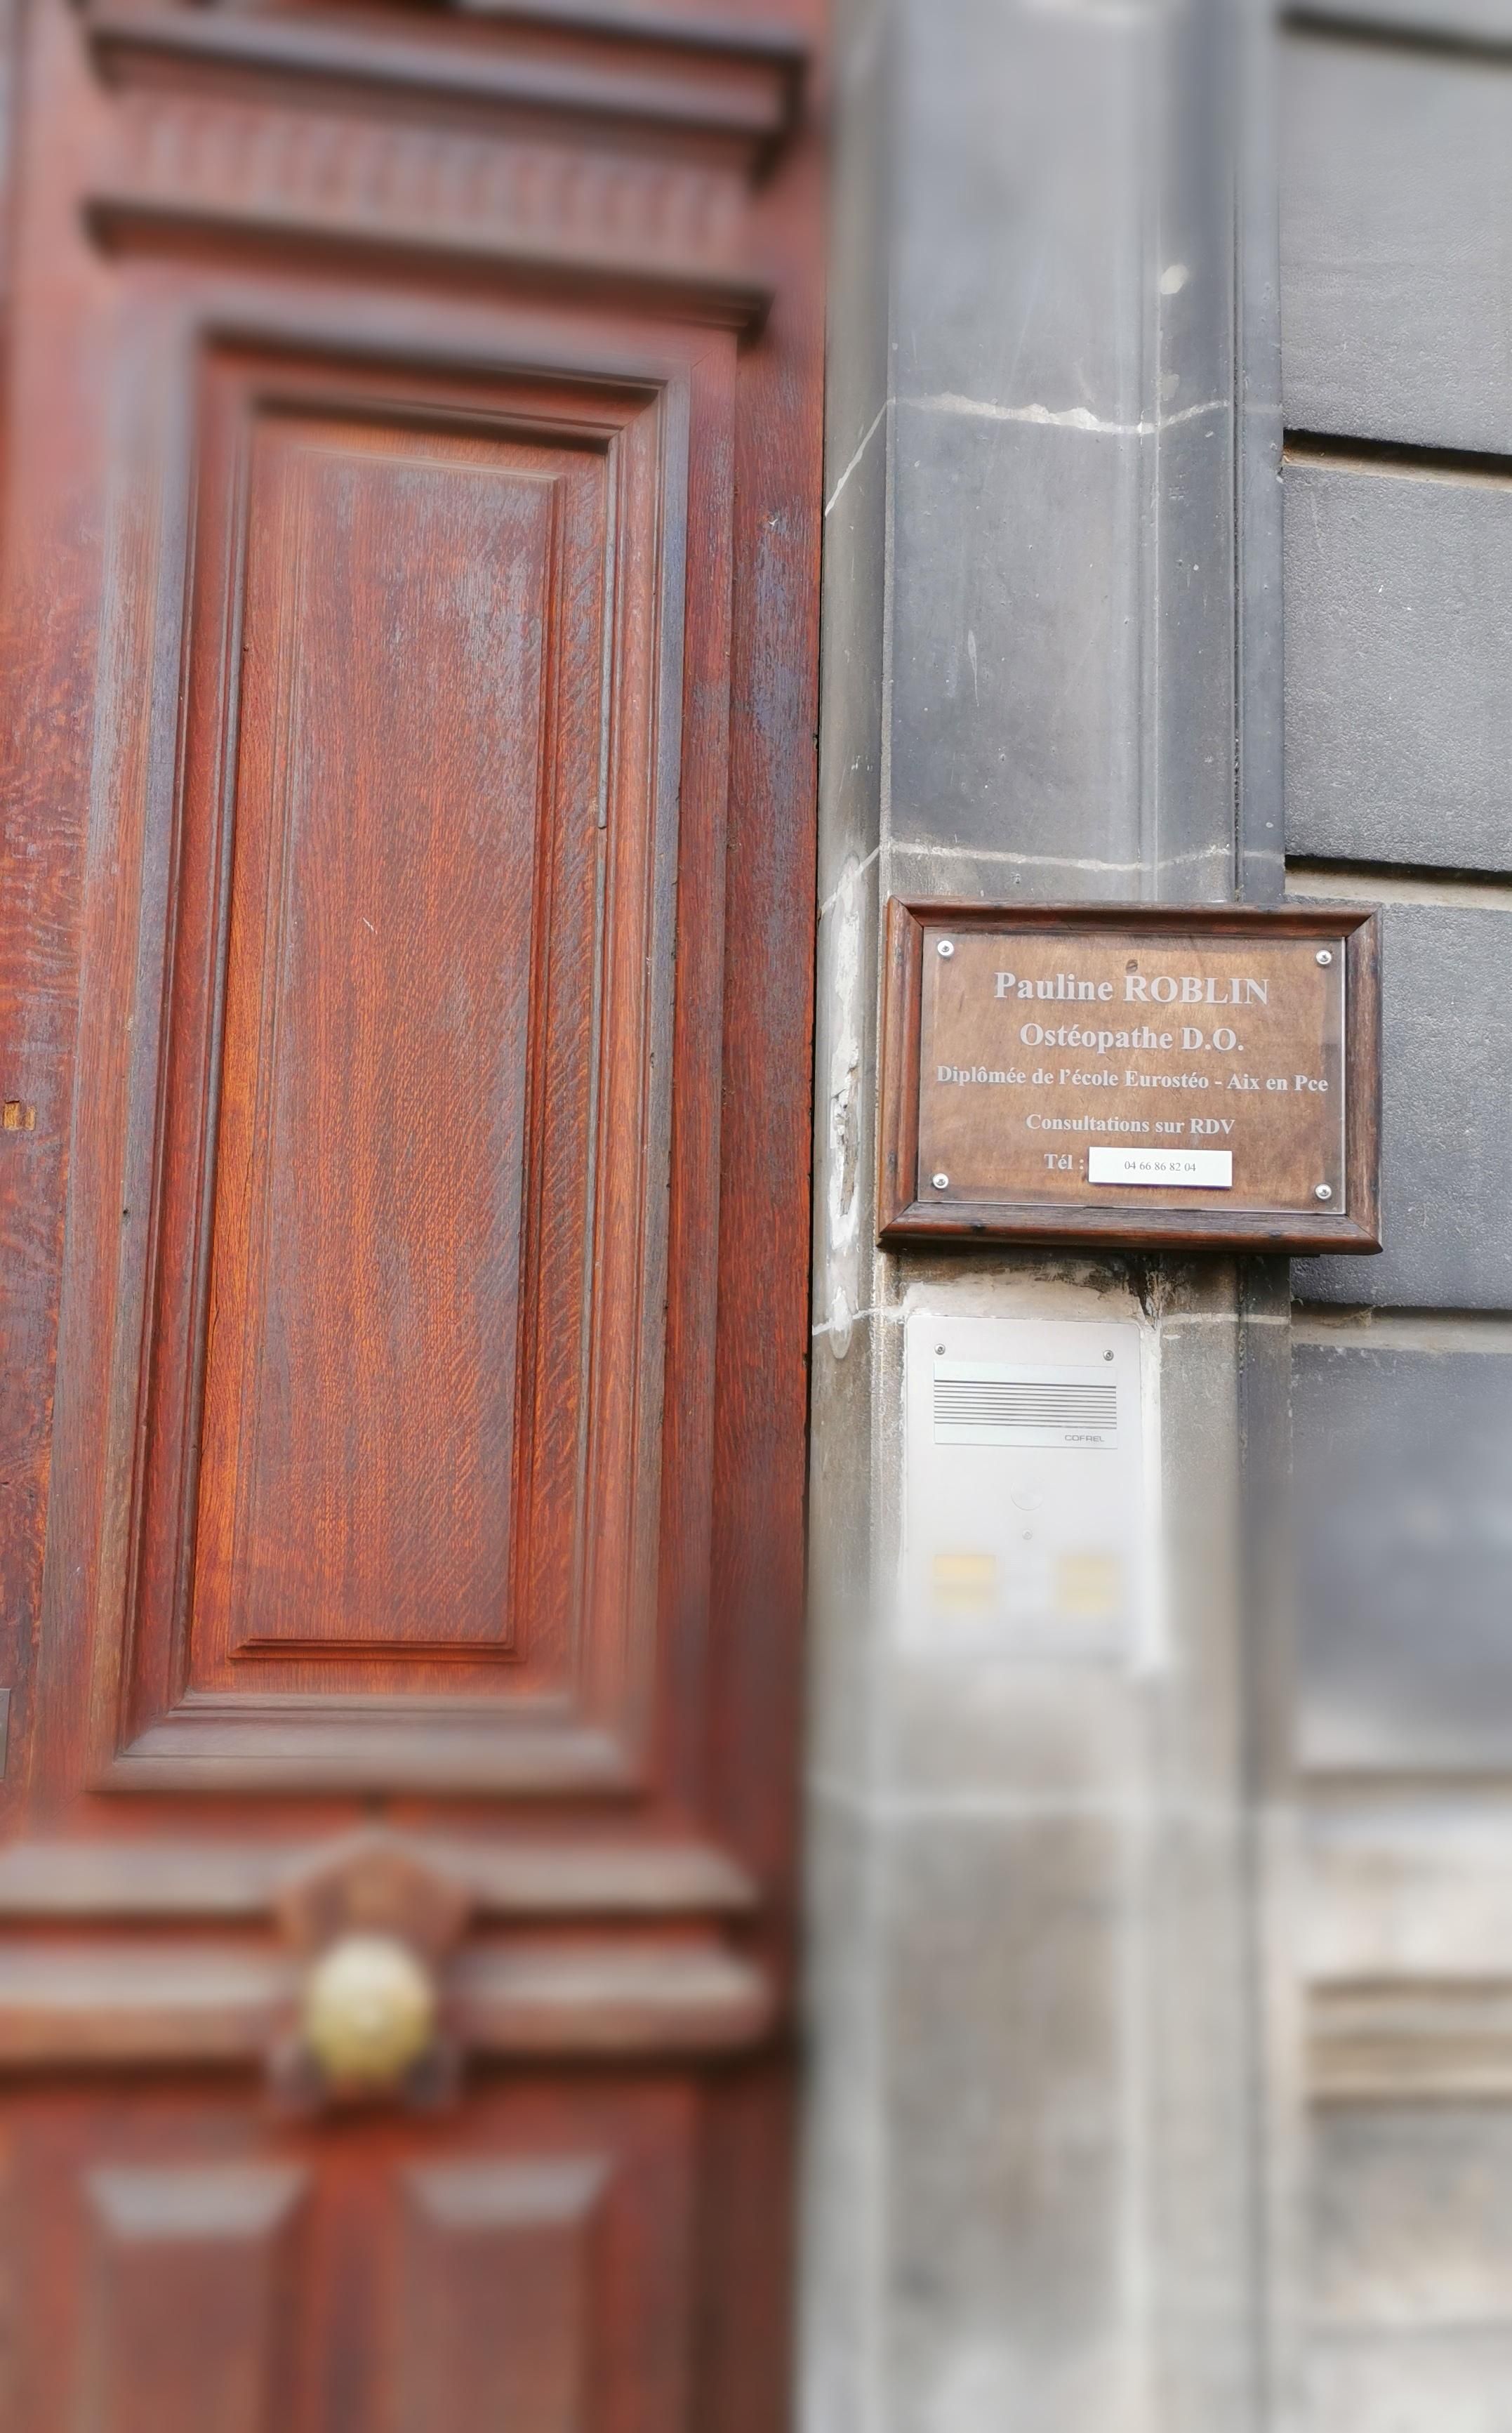 Pauline ROBLIN
Ostéopathe D.O.
Diplômée de l'école Eurostéo - Aix en Pce
Consultations sur RDV
Tél : 04 66 86 82 04
COFREL